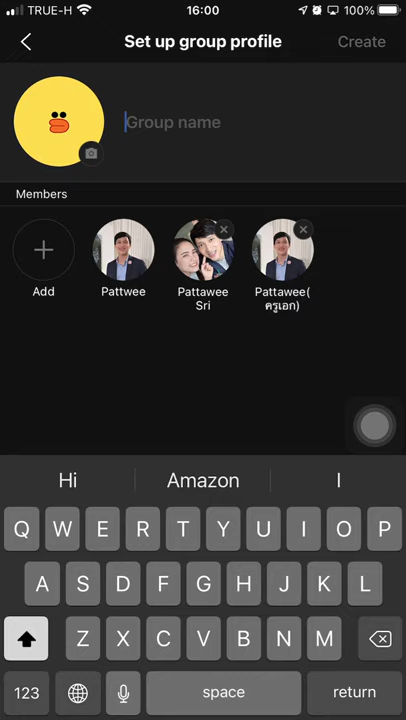 TRUE-H 16:00 100%
Set up group profile Create
Group name
Members
Add Pattwee Pattawee Pattawee(
Sri ครูเอก)
Hi Amazon I
Q W E R T Y U I O P
A S D F G H J K L
Z X C V B N M
123 space return